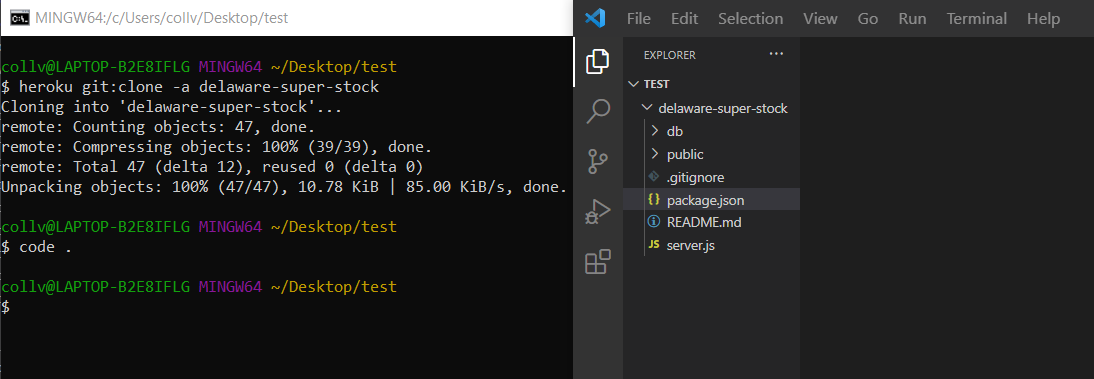 MINGW64:/c/Users/collv/Desktop/test
collv@LAPTOP-B2E8IFLG MINGW64 ~/Desktop/test
$ heroku git:clone -a delaware-super-stock
Cloning into 'delaware-super-stock'...
remote: Counting objects: 47, done.
remote: Compressing objects: 100% (39/39), done.
remote: Total 47 (delta 12), reused 0 (delta 0)
Unpacking objects: 100% (47/47), 10.78 KiB | 85.00 KiB/s, done.
collv@LAPTOP-B2E8IFLG MINGW64 ~/Desktop/test
$ code .
collv@LAPTOP-B2E8IFLG MINGW64 ~/Desktop/test
$
File Edit Selection View Go Run Terminal Help
EXPLORER ...
TEST
delaware-super-stock
db
public
.gitignore
{} package.json
README.md
JS server.js